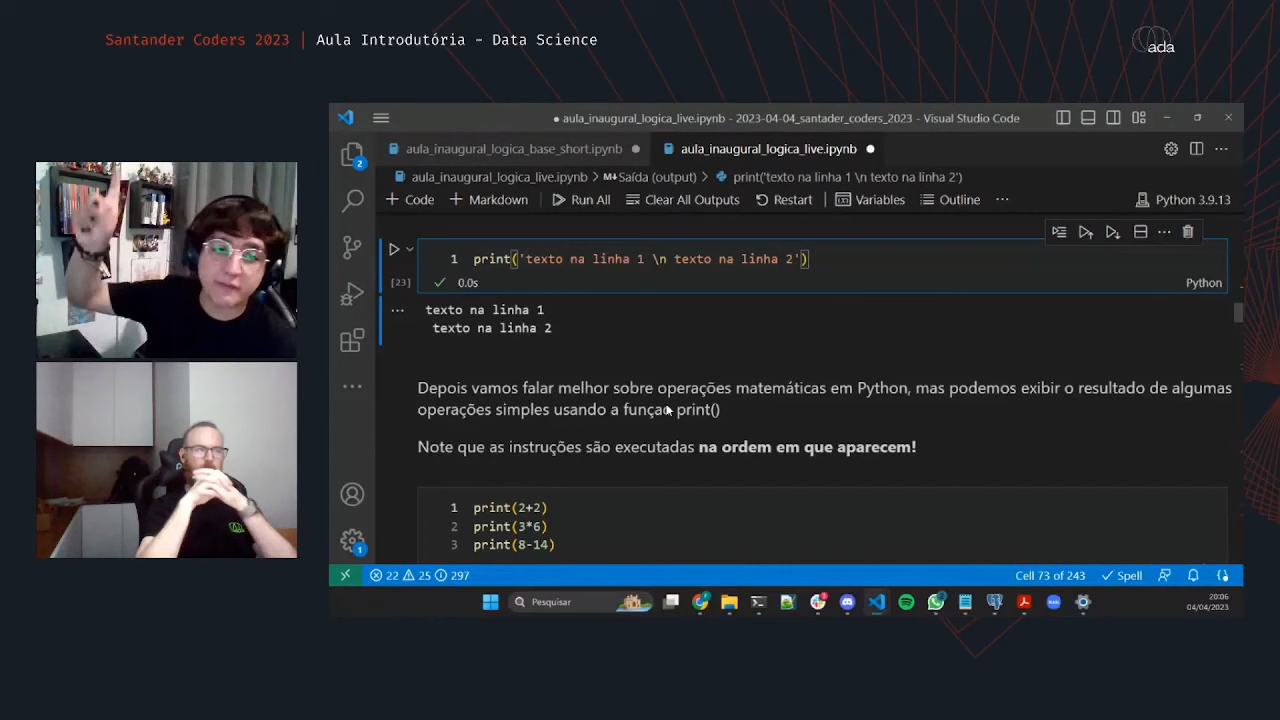 Santander Coders 2023 | Aula Introdutória - Data Science
ada
● aula_inaugural_logica_live.ipynb - 2023-04-04_santader_coders_2023 - Visual Studio Code
aula_inaugural_logica_base_short.ipynb ●
aula_inaugural_logica_live.ipynb ●
aula_inaugural_logica_live.ipynb > M↓Saída (output) > print('texto na linha 1 \n texto na linha 2')
+ Code + Markdown Run All Clear All Outputs Restart Variables Outline ··· Python 3.9.13
2
1 print('texto na linha 1 \n texto na linha 2')
[23] ✓ 0.0s Python
texto na linha 1
texto na linha 2
Depois vamos falar melhor sobre operações matemáticas em Python, mas podemos exibir o resultado de algumas
operações simples usando a função print()
Note que as instruções são executadas na ordem em que aparecem!
1 print(2+2)
2 print(3*6)
3 print(8-14)
1
22 25 297 Cell 73 of 243 ✓ Spell
Pesquisar
20:06
04/04/2023